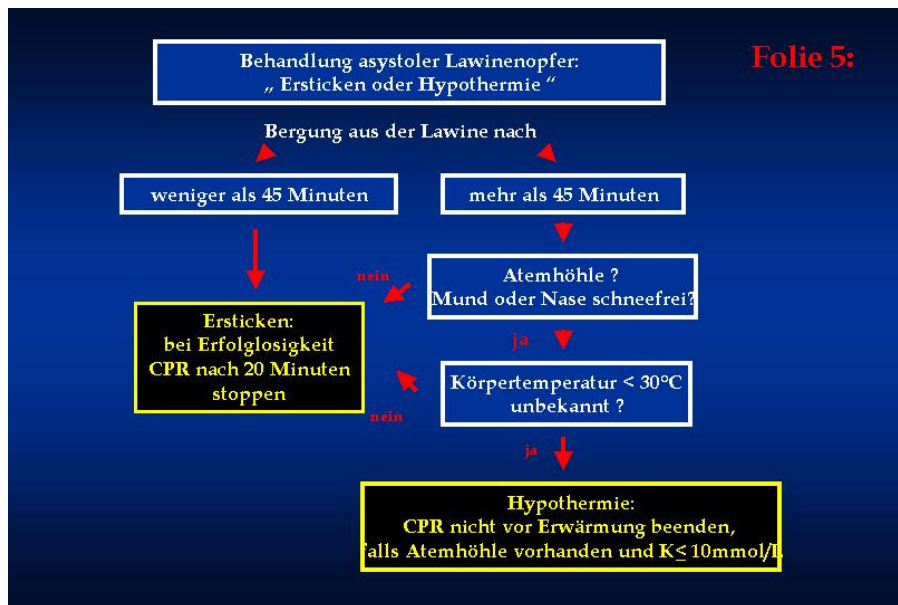 Folie 5:
Behandlung asystoler Lawinenopfer:
„ Ersticken oder Hypothermie “
Bergung aus der Lawine nach
weniger als 45 Minuten
mehr als 45 Minuten
nein
Atemhöhle ?
Mund oder Nase schneefrei?
Ersticken:
bei Erfolglosigkeit
CPR nach 20 Minuten
stoppen
ja
Körpertemperatur < 30°C
unbekannt ?
nein
ja
Hypothermie:
CPR nicht vor Erwärmung beenden,
falls Atemhöhle vorhanden und K≤ 10mmol/L